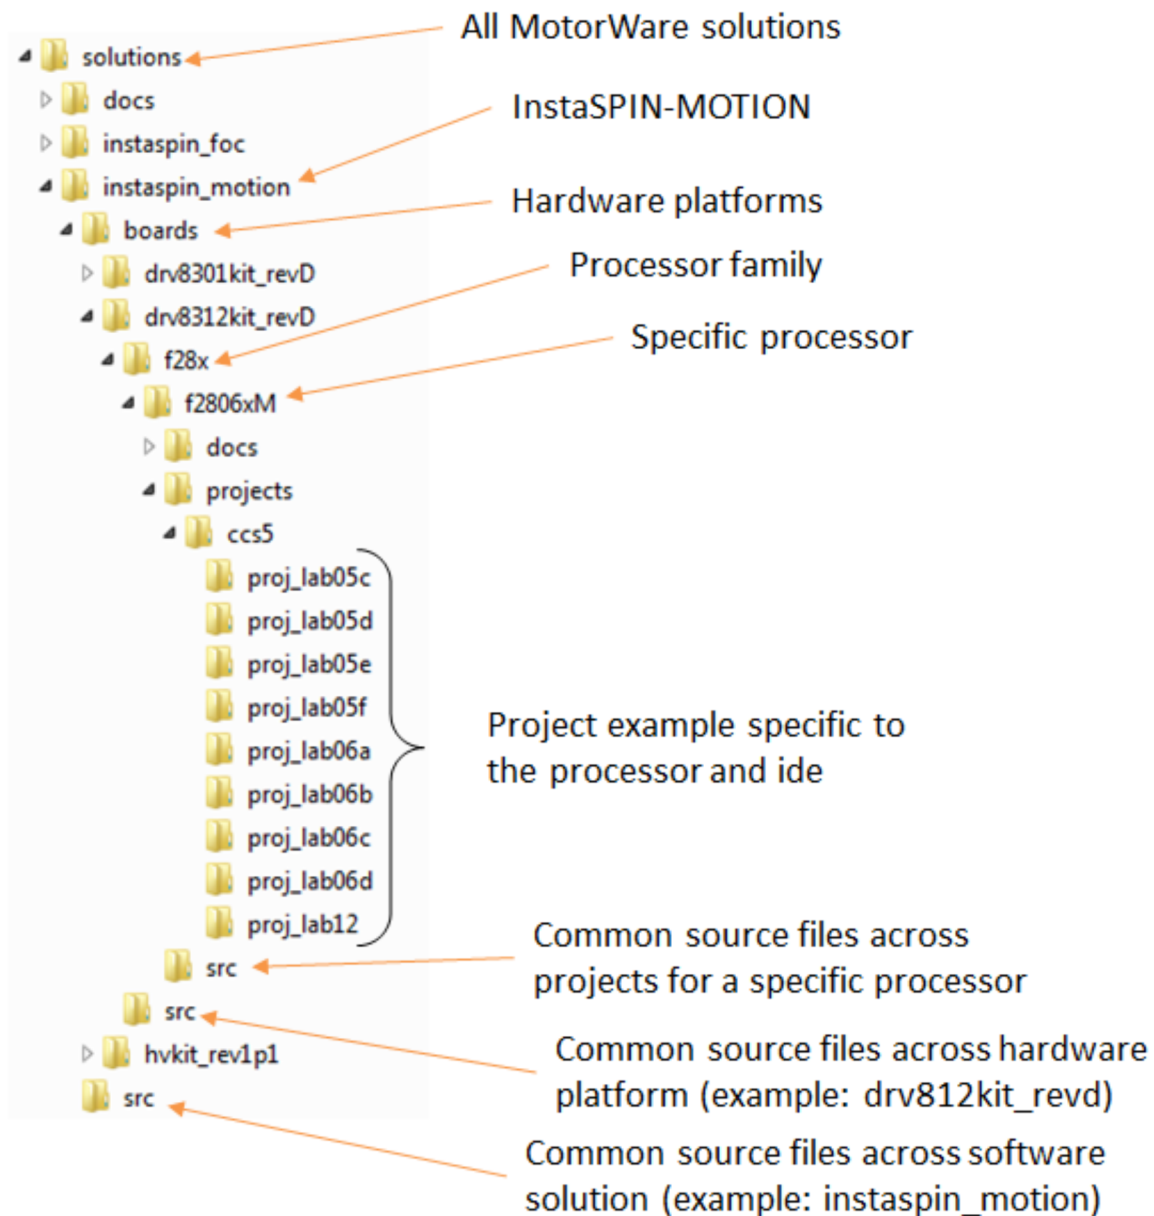 All MotorWare solutions
solutions
docs
InstaSPIN-MOTION
instaspin_foc
instaspin_motion
Hardware platforms
boards
drv8301kit_revD
Processor family
drv8312kit_revD
Specific processor
f28x
f2806xM
docs
projects
ccs5
proj_lab05c
proj_lab05d
proj_lab05e
proj_lab05f
proj_lab06a
proj_lab06b
proj_lab06c
proj_lab06d
proj_lab12
Project example specific to
the processor and ide
src
Common source files across
projects for a specific processor
src
Common source files across hardware
platform (example: drv812kit_revd)
hvkit_rev1p1
src
Common source files across software
solution (example: instaspin_motion)